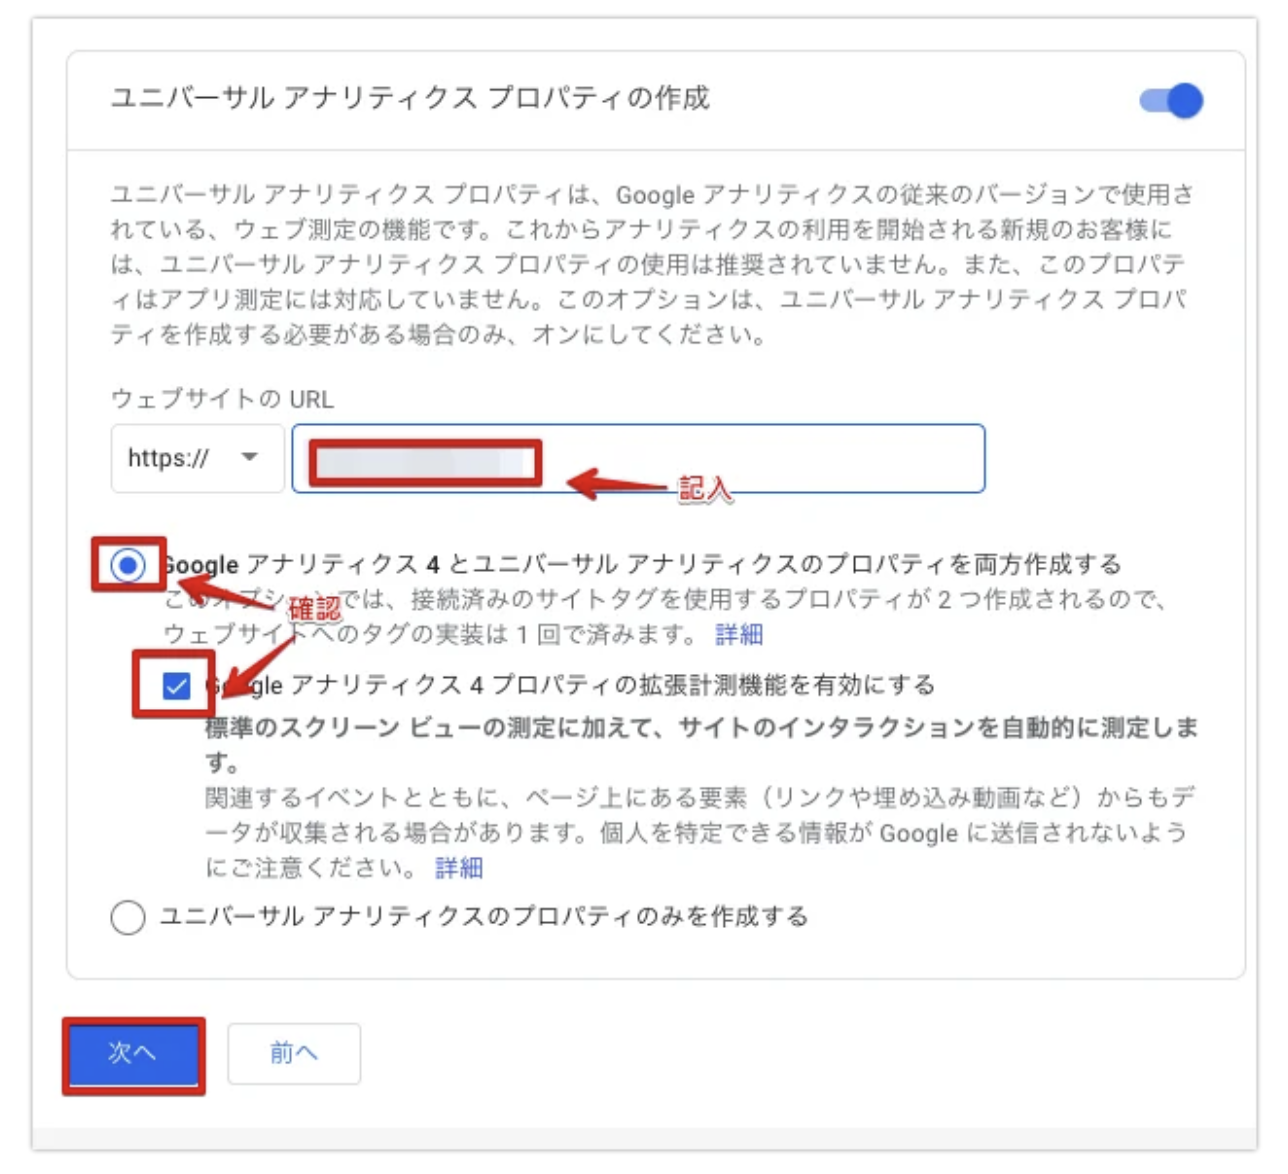 ユニバーサル アナリティクス プロパティの作成
ユニバーサル アナリティクス プロパティは、Google アナリティクスの従来のバージョンで使用さ
れている、ウェブ測定の機能です。これからアナリティクスの利用を開始される新規のお客様に
は、ユニバーサル アナリティクス プロパティの使用は推奨されていません。また、このプロパテ
ィはアプリ測定には対応していません。このオプションは、ユニバーサル アナリティクス プロパ
ティを作成する必要がある場合のみ、オンにしてください。
ウェブサイトの URL
https://
記入
Google アナリティクス 4 とユニバーサル アナリティクスのプロパティを両方作成する
このオプションでは、接続済みのサイトタグを使用するプロパティが 2 つ作成されるので、
確認
ウェブサイトへのタグの実装は 1 回で済みます。 詳細
Google アナリティクス 4 プロパティの拡張計測機能を有効にする
標準のスクリーン ビューの測定に加えて、サイトのインタラクションを自動的に測定しま
す。
関連するイベントとともに、ページ上にある要素（リンクや埋め込み動画など）からもデ
ータが収集される場合があります。個人を特定できる情報が Google に送信されないよう
にご注意ください。 詳細
ユニバーサル アナリティクスのプロパティのみを作成する
次へ
前へ